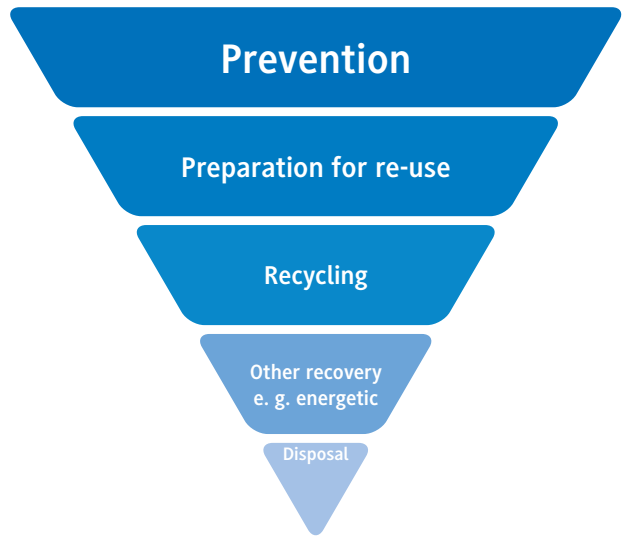 Prevention
Preparation for re-use
Recycling
Other recovery
e. g. energetic
Disposal